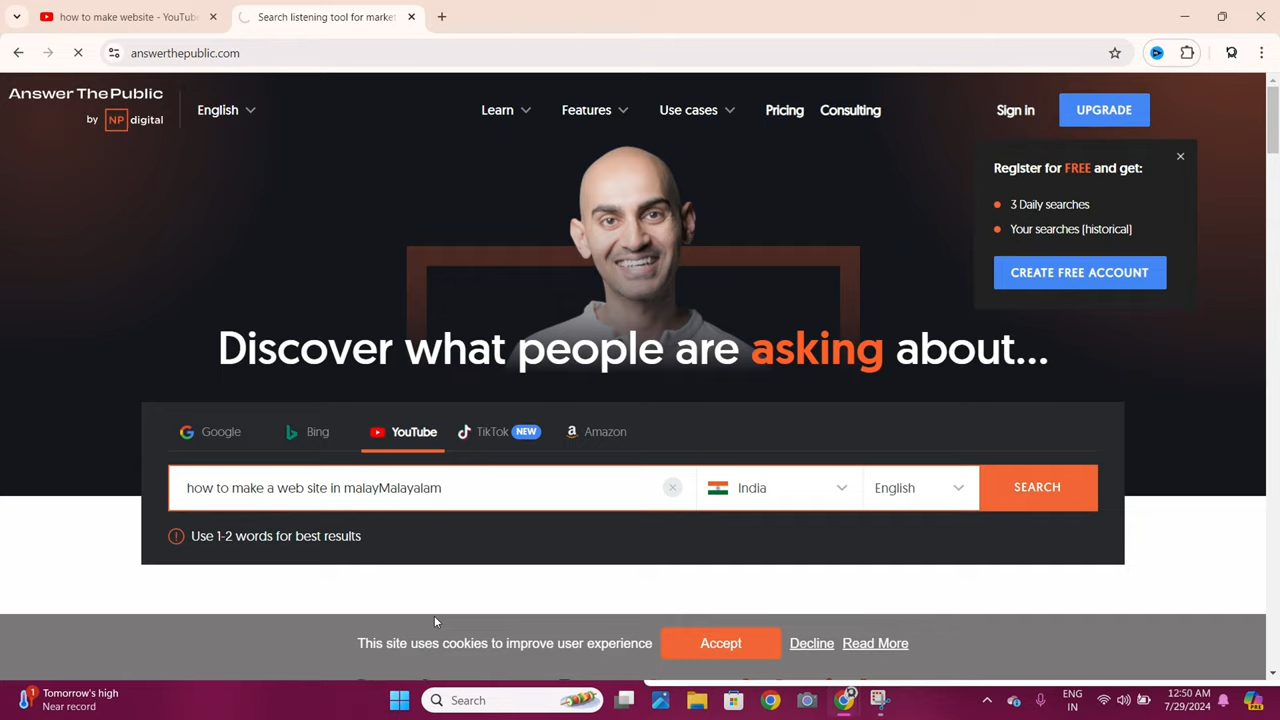 how to make website - YouTube
Search listening tool for market
answerthepublic.com
AnswerThePublic
by NP digital
English
Learn
Features
Use cases
Pricing
Consulting
Sign in
UPGRADE
Register for FREE and get:
3 Daily searches
Your searches [historical]
CREATE FREE ACCOUNT
Discover what people are asking about...
Google
Bing
YouTube
TikTok NEW
Amazon
how to make a web site in malayMalayalam
India
English
SEARCH
Use 1-2 words for best results
This site uses cookies to improve user experience
Accept
Decline
Read More
1
Tomorrow's high
Near record
Search
ENG
IN
12:50 AM
7/29/2024